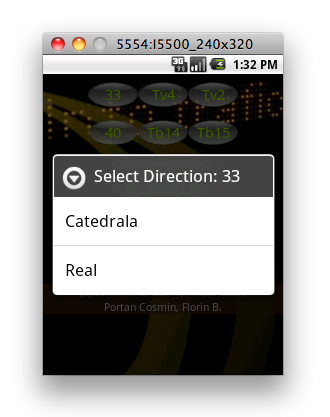 5554:I5500_240x320
3G
1:32 PM
33 Tv4 Tv2
40 Tb14 Tb15
Select Direction: 33
Catedrala
Real
Portan Cosmin, Florin B.